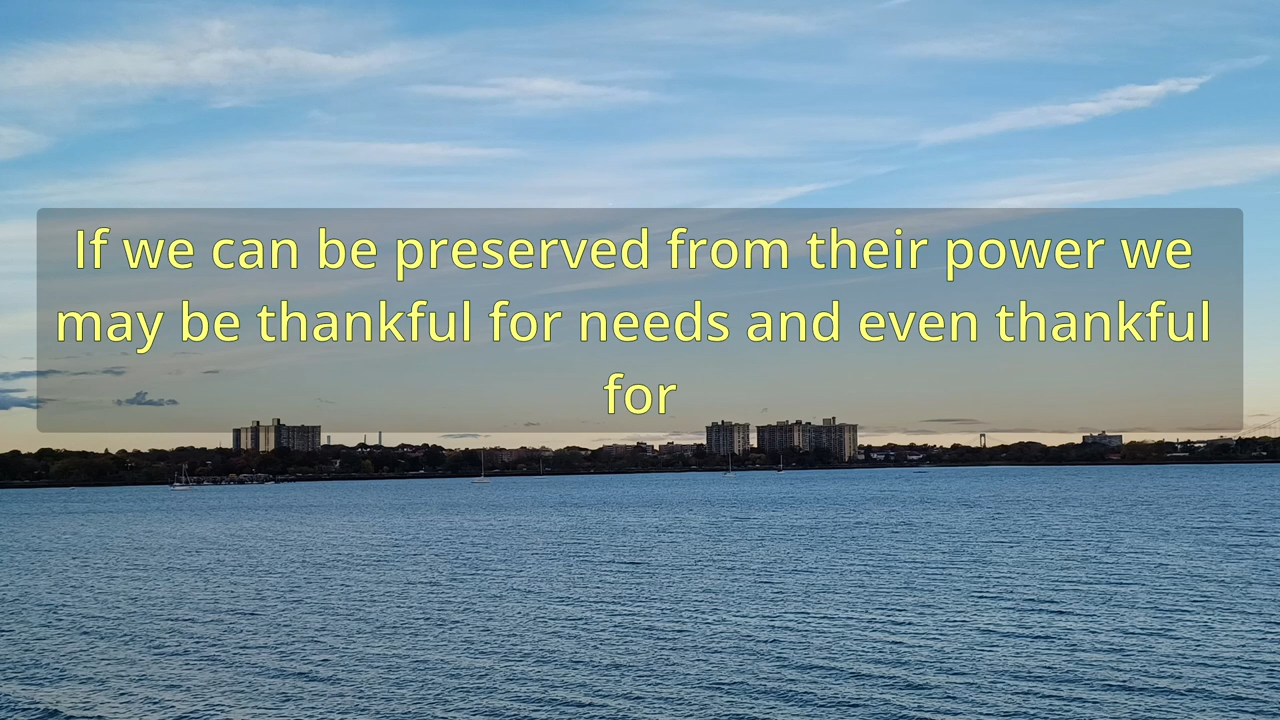 If we can be preserved from their power we
may be thankful for needs and even thankful
for